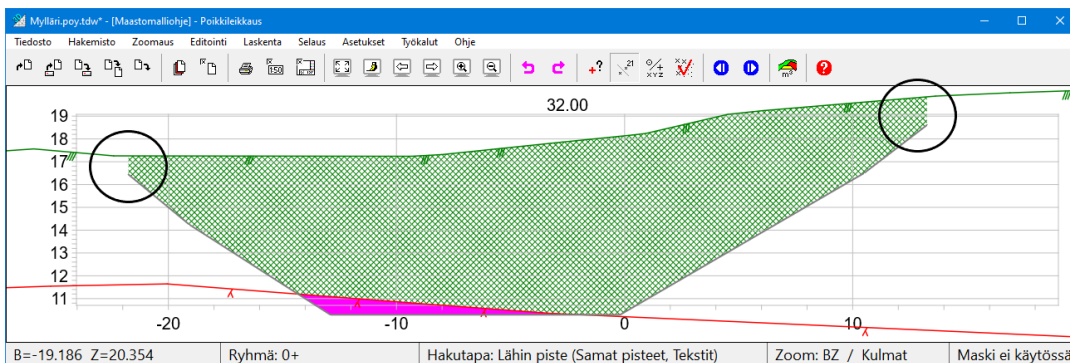 Mylläri.poy.tdw* - [Maastomalliohje] - Poikkileikkaus
Tiedosto Hakemisto Zoomaus Editointi Laskenta Selaus Asetukset Työkalut Ohje
32.00
19
18
17
16
15
14
13
12
11
-20 -10 0 10
B=-19.186 Z=20.354 Ryhmä: 0+ Hakutapa: Lähin piste (Samat pisteet, Tekstit) Zoom: BZ / Kulmat Maski ei käytössä